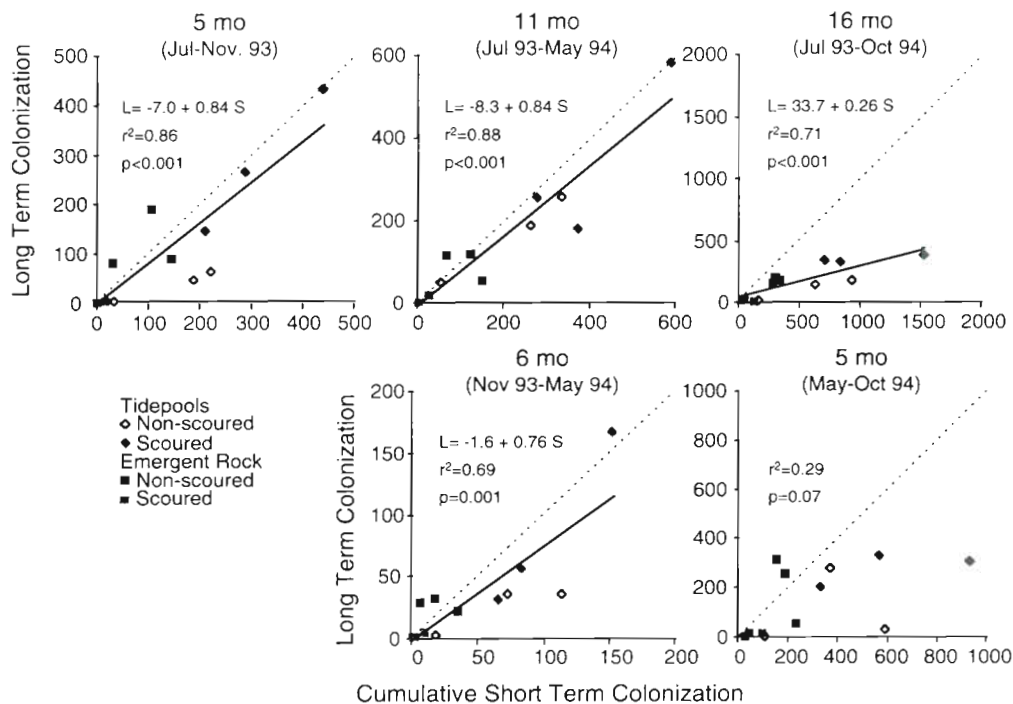 5 mo
(Jul-Nov. 93)
500
400
300
200
100
0
0 100 200 300 400 500
L= -7.0 + 0.84 S
r²=0.86
p<0.001
Long Term Colonization
11 mo
(Jul 93-May 94)
600
400
200
0
0 200 400 600
L= -8.3 + 0.84 S
r²=0.88
p<0.001
16 mo
(Jul 93-Oct 94)
2000
1500
1000
500
0
0 500 1000 1500 2000
L= 33.7 + 0.26 S
r²=0.71
p<0.001
Tidepools
Non-scoured
Scoured
Emergent Rock
Non-scoured
Scoured
6 mo
(Nov 93-May 94)
200
150
100
50
0
0 50 100 150 200
L= -1.6 + 0.76 S
r²=0.69
p=0.001
Long Term Colonization
5 mo
(May-Oct 94)
1000
800
600
400
200
0
0 200 400 600 800 1000
r²=0.29
p=0.07
Cumulative Short Term Colonization